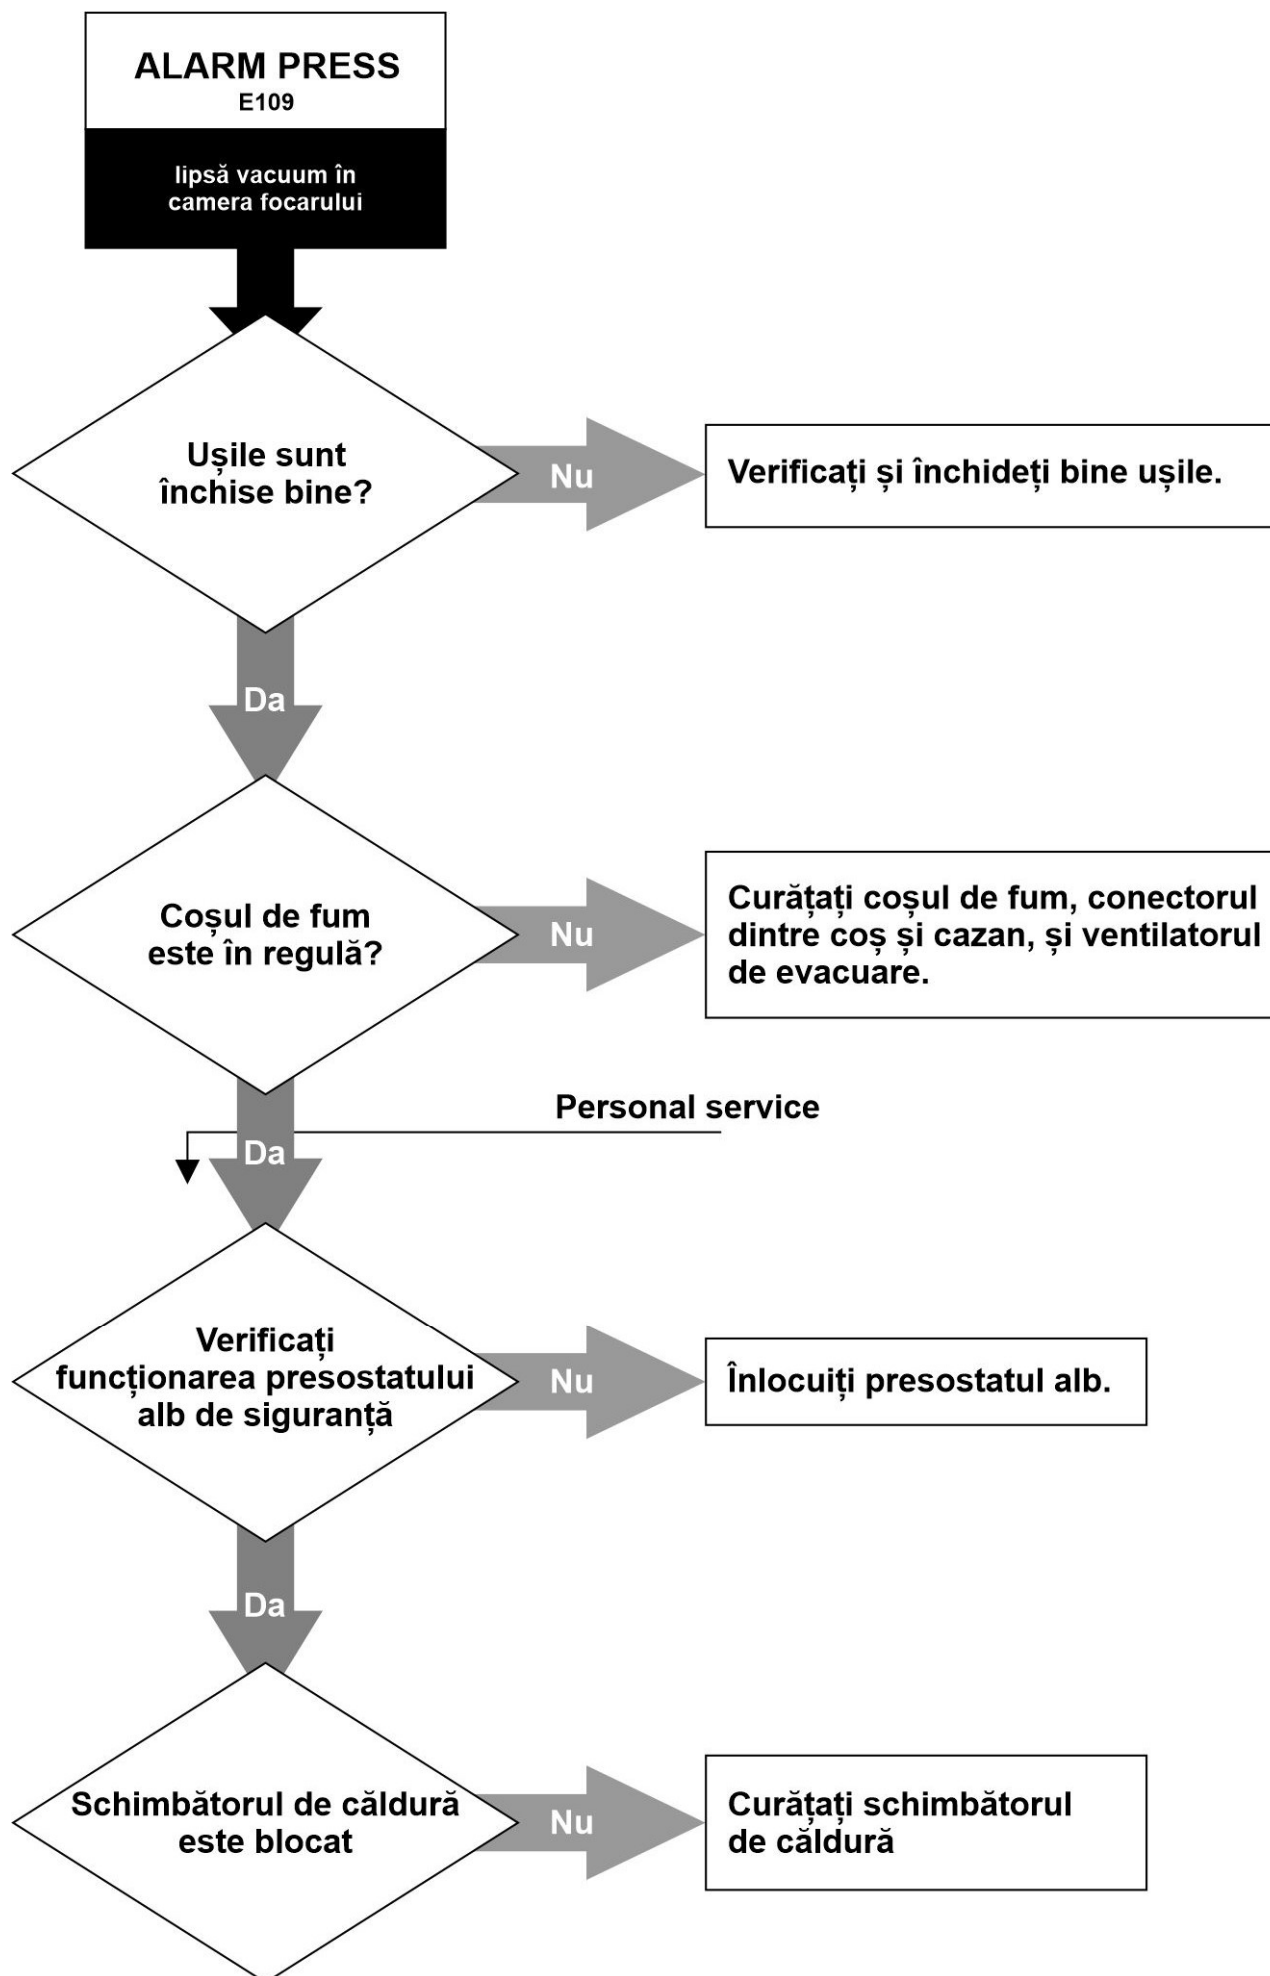 ALARM PRESS
E109
lipsă vacuum în
camera focarului
Ușile sunt
închise bine?
Nu
Verificați și închideți bine ușile.
Da
Coșul de fum
este în regulă?
Nu
Curățați coșul de fum, conectorul
dintre coș și cazan, și ventilatorul
de evacuare.
Personal service
Da
Verificați
funcționarea presostatului
alb de siguranță
Nu
Înlocuiți presostatul alb.
Da
Schimbătorul de căldură
este blocat
Nu
Curățați schimbătorul
de căldură